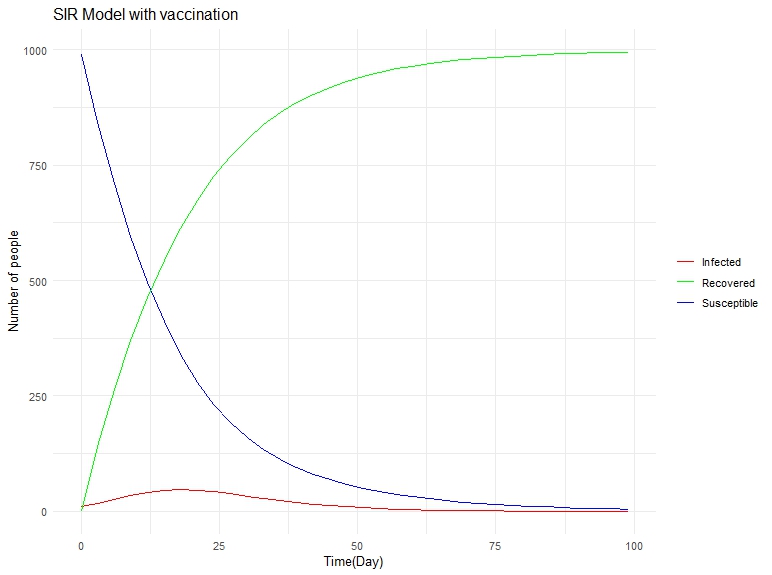 SIR Model with vaccination
1000
750
500
250
0
Number of people
0 25 50 75 100
Time(Day)
Infected
Recovered
Susceptible